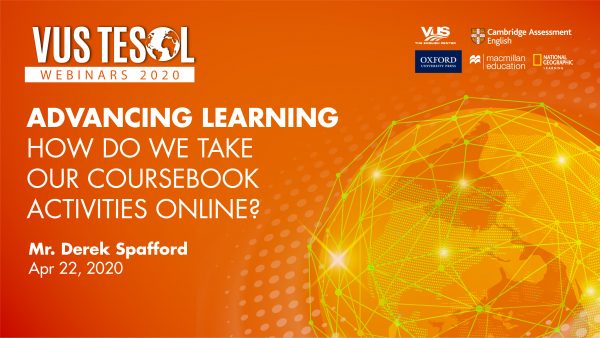 VUS TESOL
WEBINARS 2020
VUS
THE ENGLISH CENTER
Cambridge Assessment
English
OXFORD
UNIVERSITY PRESS
macmillan
education
NATIONAL
GEOGRAPHIC
LEARNING
ADVANCING LEARNING
HOW DO WE TAKE
OUR COURSEBOOK
ACTIVITIES ONLINE?
Mr. Derek Spafford
Apr 22, 2020